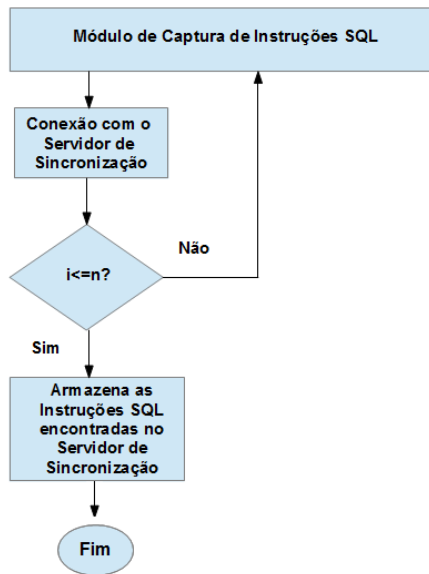 Módulo de Captura de Instruções SQL
Conexão com o
Servidor de
Sincronização
Não
i<=n?
Sim
Armazena as
Instruções SQL
encontradas no
Servidor de
Sincronização
Fim